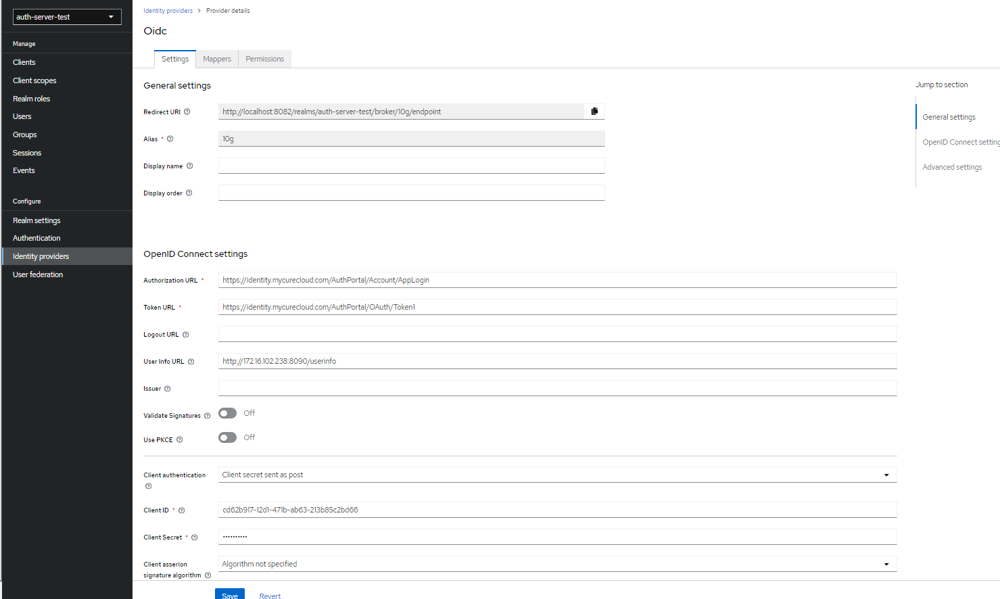 auth-server-test
Manage
Clients
Client scopes
Realm roles
Users
Groups
Sessions
Events
Configure
Realm settings
Authentication
Identity providers
User federation
Identity providers > Provider details
Oidc
Settings Mappers Permissions
General settings
Redirect URI http://localhost:8082/realms/auth-server-test/broker/10g/endpoint
Alias * 10g
Display name
Display order
OpenID Connect settings
Authorization URL * https://identity.mycurecloud.com/AuthPortal/Account/AppLogin
Token URL * https://identity.mycurecloud.com/AuthPortal/OAuth/Token1
Logout URL
User Info URL http://172.16.102.238:8090/userinfo
Issuer
Validate Signatures Off
Use PKCE Off
Client authentication Client secret sent as post
Client ID * cd62b917-12d1-471b-ab63-213b85c2bd66
Client Secret * ••••••••••
Client asserion
signature algorithm
Algorithm not specified
Save Revert
Jump to section
General settings
OpenID Connect setting
Advanced settings